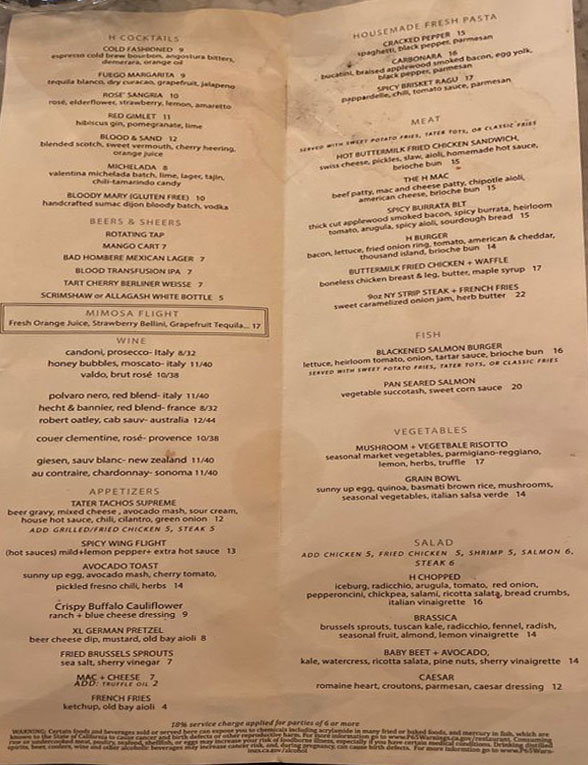 H COCKTAILS
COLD FASHIONED 9
espresso cold brew bourbon, angostura bitters,
demerara, orange oil
FUEGO MARGARITA 9
tequila blanco, dry curacao, grapefruit, jalapeno
ROSE' SANGRIA 10
rosé, elderflower, strawberry, lemon, amaretto
RED GIMLET 11
hibiscus gin, pomegranate, lime
BLOOD & SAND 12
blended scotch, sweet vermouth, cherry heering,
orange juice
MICHELADA 8
valentina michelada batch, lime, lager, tajin,
chili-tamarindo candy
BLOODY MARY (GLUTEN FREE) 10
handcrafted sumac dijon bloody batch, vodka
BEERS & SHEERS
ROTATING TAP
MANGO CART 7
BAD HOMBERE MEXICAN LAGER 7
BLOOD TRANSFUSION IPA 7
TART CHERRY BERLINER WEISSE 7
SCRIMSHAW or ALLAGASH WHITE BOTTLE 5
MIMOSA FLIGHT
Fresh Orange Juice, Strawberry Bellini, Grapefruit Tequila... 17
WINE
candoni, prosecco- Italy 8/32
honey bubbles, moscato- italy 11/40
valdo, brut rosé 10/38
polvaro nero, red blend- italy 11/40
hecht & bannier, red blend- france 8/32
robert oatley, cab sauv- australia 12/44
couer clementine, rosé- provence 10/38
giesen, sauv blanc- new zealand 11/40
au contraire, chardonnay- sonoma 11/40
APPETIZERS
TATER TACHOS SUPREME
beer gravy, mixed cheese, avocado mash, sour cream,
house hot sauce, chili, cilantro, green onion 12
ADD GRILLED/FRIED CHICKEN 5, STEAK 5
SPICY WING FLIGHT
(hot sauces) mild+lemon pepper+ extra hot sauce 13
AVOCADO TOAST
sunny up egg, avocado mash, cherry tomato,
pickled fresno chili, herbs 14
Crispy Buffalo Cauliflower
ranch + blue cheese dressing 9
XL GERMAN PRETZEL
beer cheese dip, mustard, old bay aioli 8
FRIED BRUSSELS SPROUTS
sea salt, sherry vinegar 7
MAC + CHEESE 7
ADD: TRUFFLE OIL 2
FRENCH FRIES
ketchup, old bay aioli 4
HOUSEMADE FRESH PASTA
CRACKED PEPPER 15
spaghetti, black pepper, parmesan
CARBONARA 16
bucatini, braised applewood smoked bacon, egg yolk,
black pepper, parmesan
SPICY BRISKET RAGU 17
pappardelle, chili, tomato sauce, parmesan
MEAT
SERVED WITH SWEET POTATO FRIES, TATER TOTS, OR CLASSIC FRIES
HOT BUTTERMILK FRIED CHICKEN SANDWICH,
swiss cheese, pickles, slaw, aioli, homemade hot sauce,
brioche bun 15
THE H MAC
beef patty, mac and cheese patty, chipotle aioli,
american cheese, brioche bun 15
SPICY BURRATA BLT
thick cut applewood smoked bacon, spicy burrata, heirloom
tomato, arugula, spicy aioli, sourdough bread 15
H BURGER
bacon, lettuce, fried onion ring, tomato, american & cheddar,
thousand island, brioche bun 14
BUTTERMILK FRIED CHICKEN + WAFFLE
boneless chicken breast & leg, butter, maple syrup 17
9oz NY STRIP STEAK + FRENCH FRIES
sweet caramelized onion jam, herb butter 22
FISH
BLACKENED SALMON BURGER
lettuce, heirloom tomato, onion, tartar sauce, brioche bun 16
SERVED WITH SWEET POTATO FRIES, TATER TOTS, OR CLASSIC FRIES
PAN SEARED SALMON
vegetable succotash, sweet corn sauce 20
VEGETABLES
MUSHROOM + VEGETBALE RISOTTO
seasonal market vegetables, parmigiano-reggiano,
lemon, herbs, truffle 17
GRAIN BOWL
sunny up egg, quinoa, basmati brown rice, mushrooms,
seasonal vegetables, italian salsa verde 14
SALAD
ADD CHICKEN 5, FRIED CHICKEN 5, SHRIMP 5, SALMON 6,
STEAK 6
H CHOPPED
iceburg, radicchio, arugula, tomato, red onion,
pepperoncini, chickpea, salami, ricotta salata, bread crumbs,
italian vinaigrette 16
BRASSICA
brussels sprouts, tuscan kale, radicchio, fennel, radish,
seasonal fruit, almond, lemon vinaigrette 14
BABY BEET + AVOCADO,
kale, watercress, ricotta salata, pine nuts, sherry vinaigrette 14
CAESAR
romaine heart, croutons, parmesan, caesar dressing 12
18% service charge applied for parties of 6 or more
WARNING: Certain foods and beverages sold or served here can expose you to chemicals including acrylamide in many fried or baked foods, and mercury in fish, which are
known to the State of California to cause cancer and birth defects or other reproductive harm. For more information go to www.P65Warnings.ca.gov/restaurant. Consuming
raw or undercooked meat, poultry, seafood, shellfish, or eggs may increase your risk of foodborne illness, especially if you have certain medical conditions. Drinking distilled
spirits, beer, coolers, wine and other alcoholic beverages may increase cancer risk, and, during pregnancy, can cause birth defects. For more information go to www.P65Warn-
ings.ca.gov/alcohol